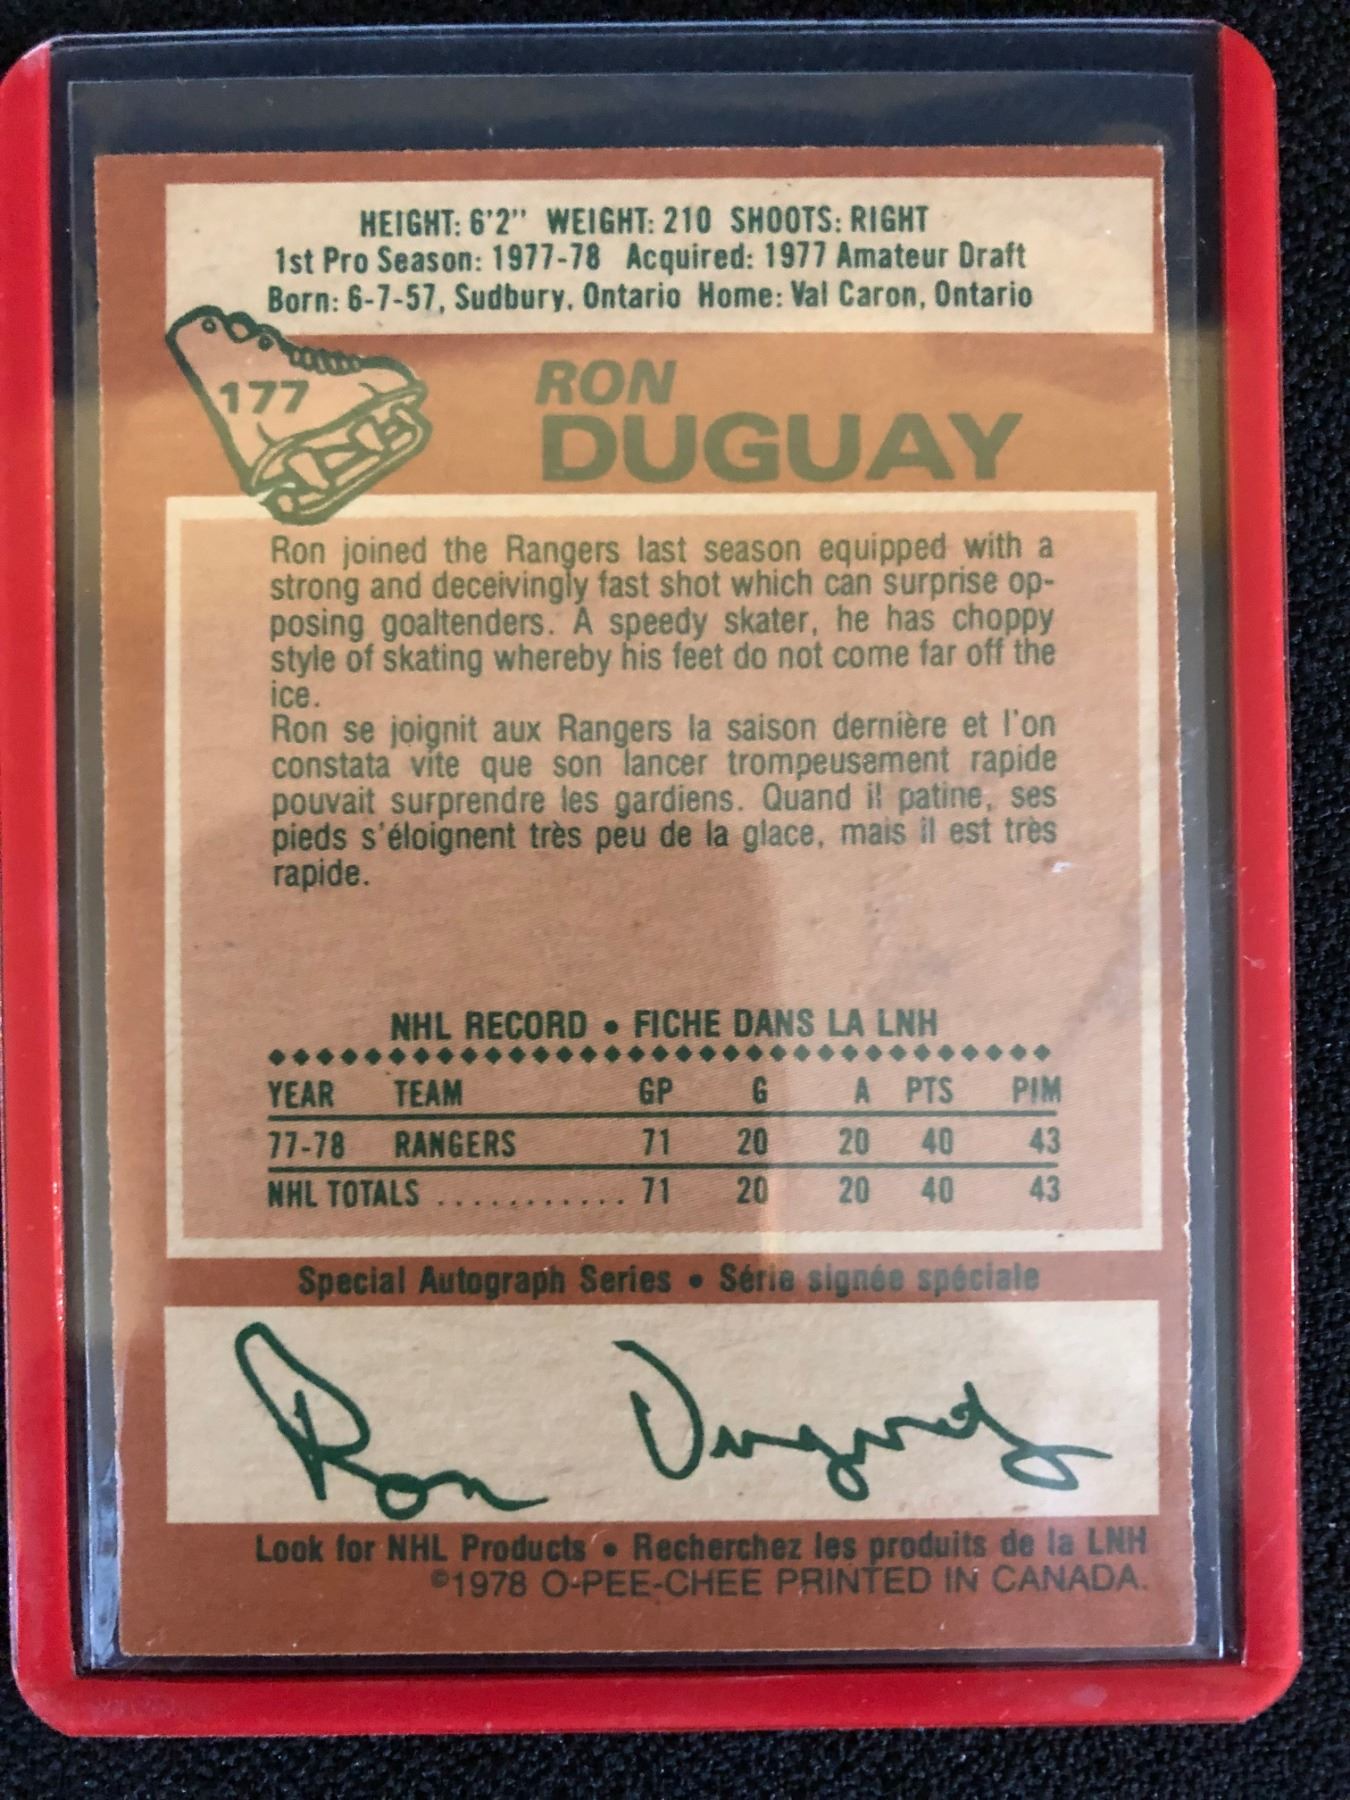 HEIGHT: 6'2" WEIGHT: 210 SHOOTS: RIGHT
1st Pro Season: 1977-78 Acquired: 1977 Amateur Draft
Born: 6-7-57, Sudbury, Ontario Home: Val Caron, Ontario
177
RON
DUGUAY
Ron joined the Rangers last season equipped with a
strong and deceivingly fast shot which can surprise op-
posing goaltenders. A speedy skater, he has choppy
style of skating whereby his feet do not come far off the
ice.
Ron se joignit aux Rangers la saison dernière et l'on
constata vite que son lancer trompeusement rapide
pouvait surprendre les gardiens. Quand il patine, ses
pieds s'éloignent très peu de la glace, mais il est très
rapide.
NHL RECORD • FICHE DANS LA LNH
YEAR TEAM GP G A PTS PIM
77-78 RANGERS 71 20 20 40 43
NHL TOTALS ............ 71 20 20 40 43
Special Autograph Series • Série signée spéciale
Ron Duguay
Look for NHL Products • Recherchez les produits de la LNH
©1978 O-PEE-CHEE PRINTED IN CANADA.